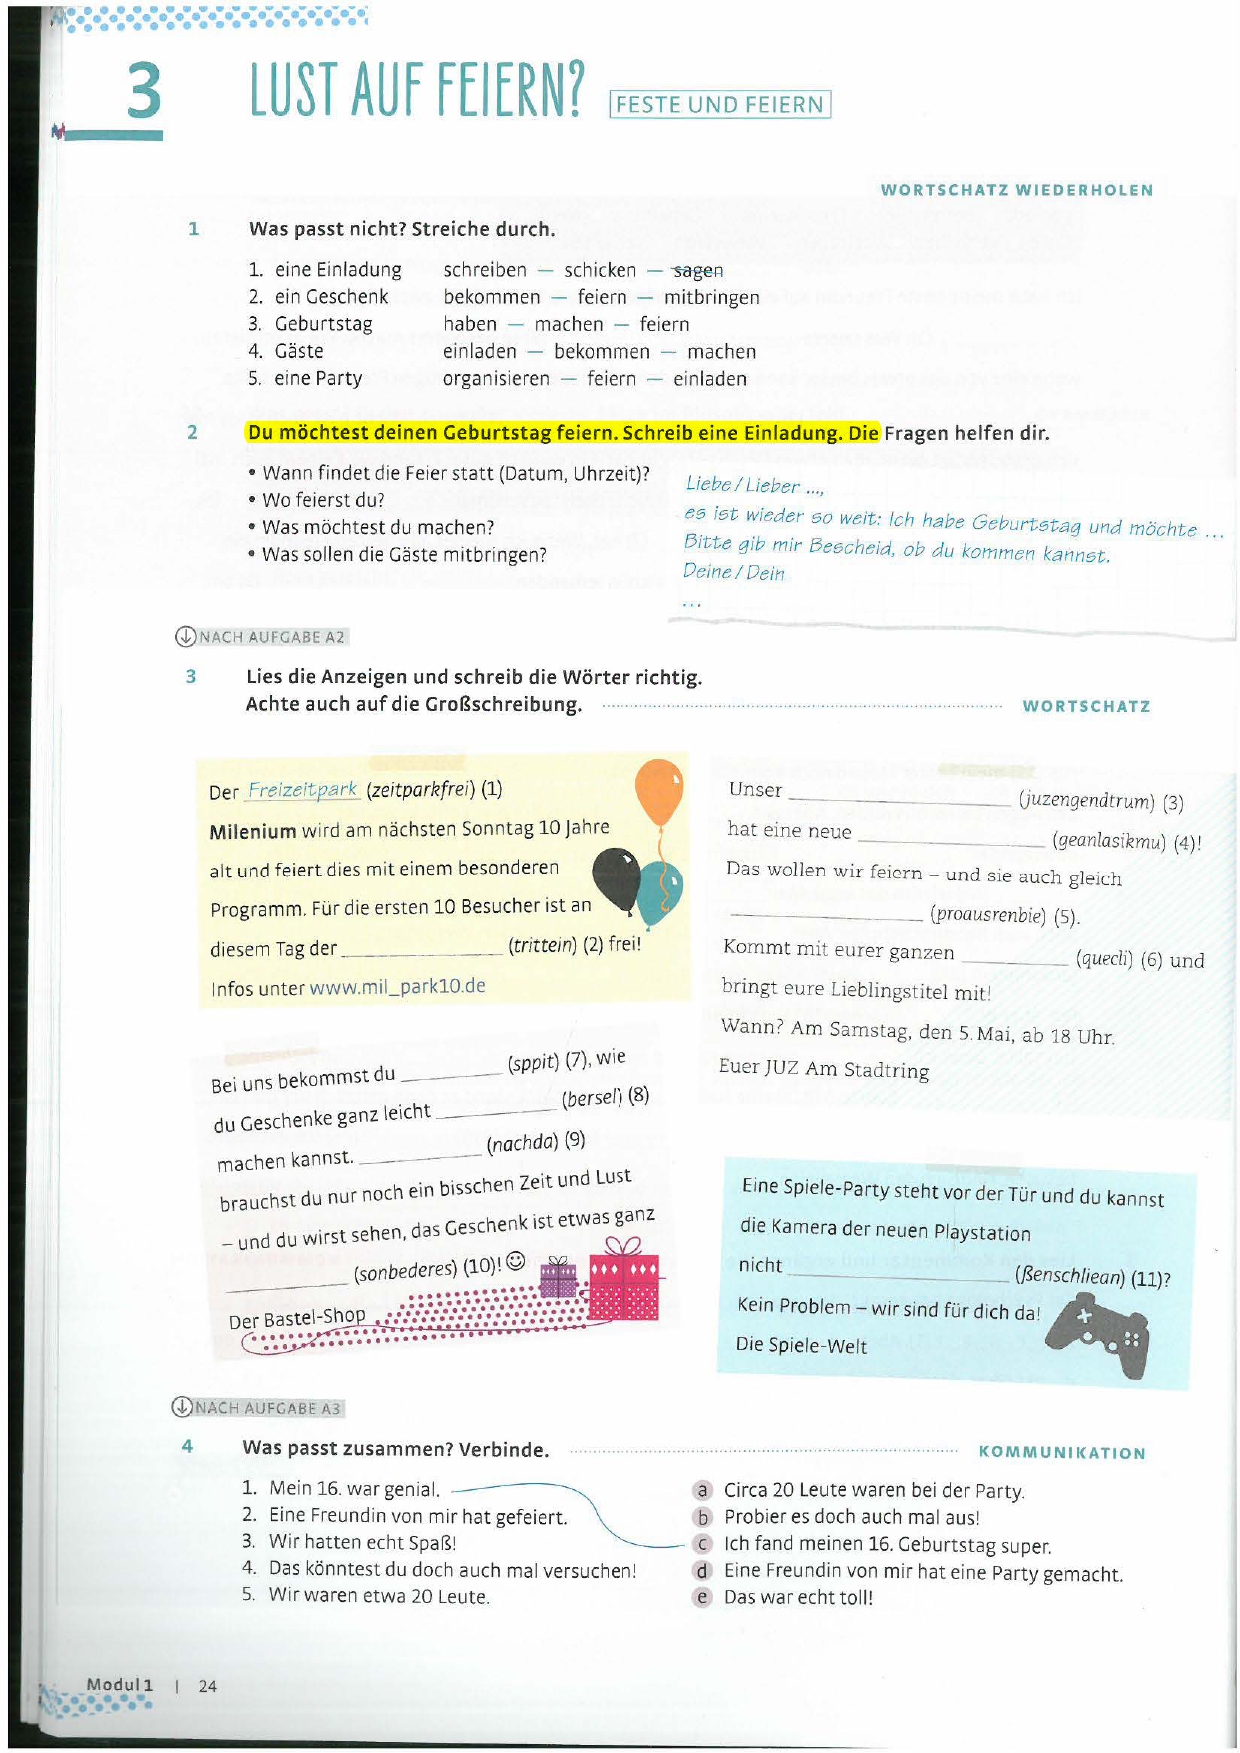 3
LUST AUF FEIERN?
FESTE UND FEIERN
WORTSCHATZ WIEDERHOLEN
1 Was passt nicht? Streiche durch.
1. eine Einladung schreiben – schicken – sagen
2. ein Geschenk bekommen – feiern – mitbringen
3. Geburtstag haben – machen – feiern
4. Gäste einladen – bekommen – machen
5. eine Party organisieren – feiern – einladen
2 Du möchtest deinen Geburtstag feiern. Schreib eine Einladung. Die Fragen helfen dir.
• Wann findet die Feier statt (Datum, Uhrzeit)?
• Wo feierst du?
• Was möchtest du machen?
• Was sollen die Gäste mitbringen?
Liebe / Lieber ...,
es ist wieder so weit: Ich habe Geburtstag und möchte ...
Bitte gib mir Bescheid, ob du kommen kannst.
Deine / Dein
...
NACH AUFGABE A2
3 Lies die Anzeigen und schreib die Wörter richtig.
Achte auch auf die Großschreibung. WORTSCHATZ
Der Freizeitpark (zeitparkfrei) (1)
Milenium wird am nächsten Sonntag 10 Jahre
alt und feiert dies mit einem besonderen
Programm. Für die ersten 10 Besucher ist an
diesem Tag der ____________ (trittein) (2) frei!
Infos unter www.mil_park10.de
Unser ____________ (juzengendtrum) (3)
hat eine neue ____________ (geanlasikmu) (4)!
Das wollen wir feiern – und sie auch gleich
____________ (proausrenbie) (5).
Kommt mit eurer ganzen ________ (quecli) (6) und
bringt eure Lieblingstitel mit!
Wann? Am Samstag, den 5. Mai, ab 18 Uhr.
Euer JUZ Am Stadtring
Bei uns bekommst du ________ (sppit) (7), wie
du Geschenke ganz leicht ________ (bersel) (8)
machen kannst. ________ (nachda) (9)
brauchst du nur noch ein bisschen Zeit und Lust
– und du wirst sehen, das Geschenk ist etwas ganz
________ (sonbederes) (10)! ☺
Der Bastel-Shop
Eine Spiele-Party steht vor der Tür und du kannst
die Kamera der neuen Playstation
nicht ____________ (ßenschliean) (11)?
Kein Problem – wir sind für dich da!
Die Spiele-Welt
NACH AUFGABE A3
4 Was passt zusammen? Verbinde. KOMMUNIKATION
1. Mein 16. war genial.
2. Eine Freundin von mir hat gefeiert.
3. Wir hatten echt Spaß!
4. Das könntest du doch auch mal versuchen!
5. Wir waren etwa 20 Leute.
a Circa 20 Leute waren bei der Party.
b Probier es doch auch mal aus!
c Ich fand meinen 16. Geburtstag super.
d Eine Freundin von mir hat eine Party gemacht.
e Das war echt toll!
Modul 1 | 24